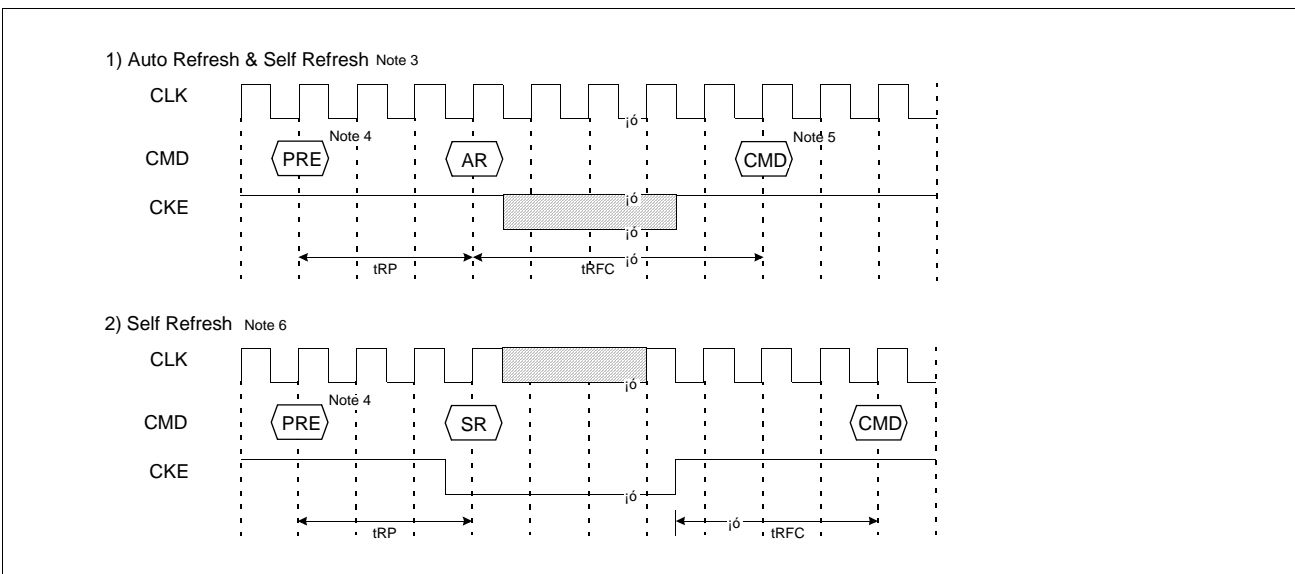 1) Auto Refresh & Self Refresh Note 3
CLK
¡ó
CMD
PRE
Note 4
AR
CMD
Note 5
CKE
¡ó
¡ó
tRP
tRFC
¡ó
2) Self Refresh Note 6
CLK
¡ó
CMD
PRE
Note 4
SR
CMD
CKE
¡ó
tRP
¡ó
tRFC